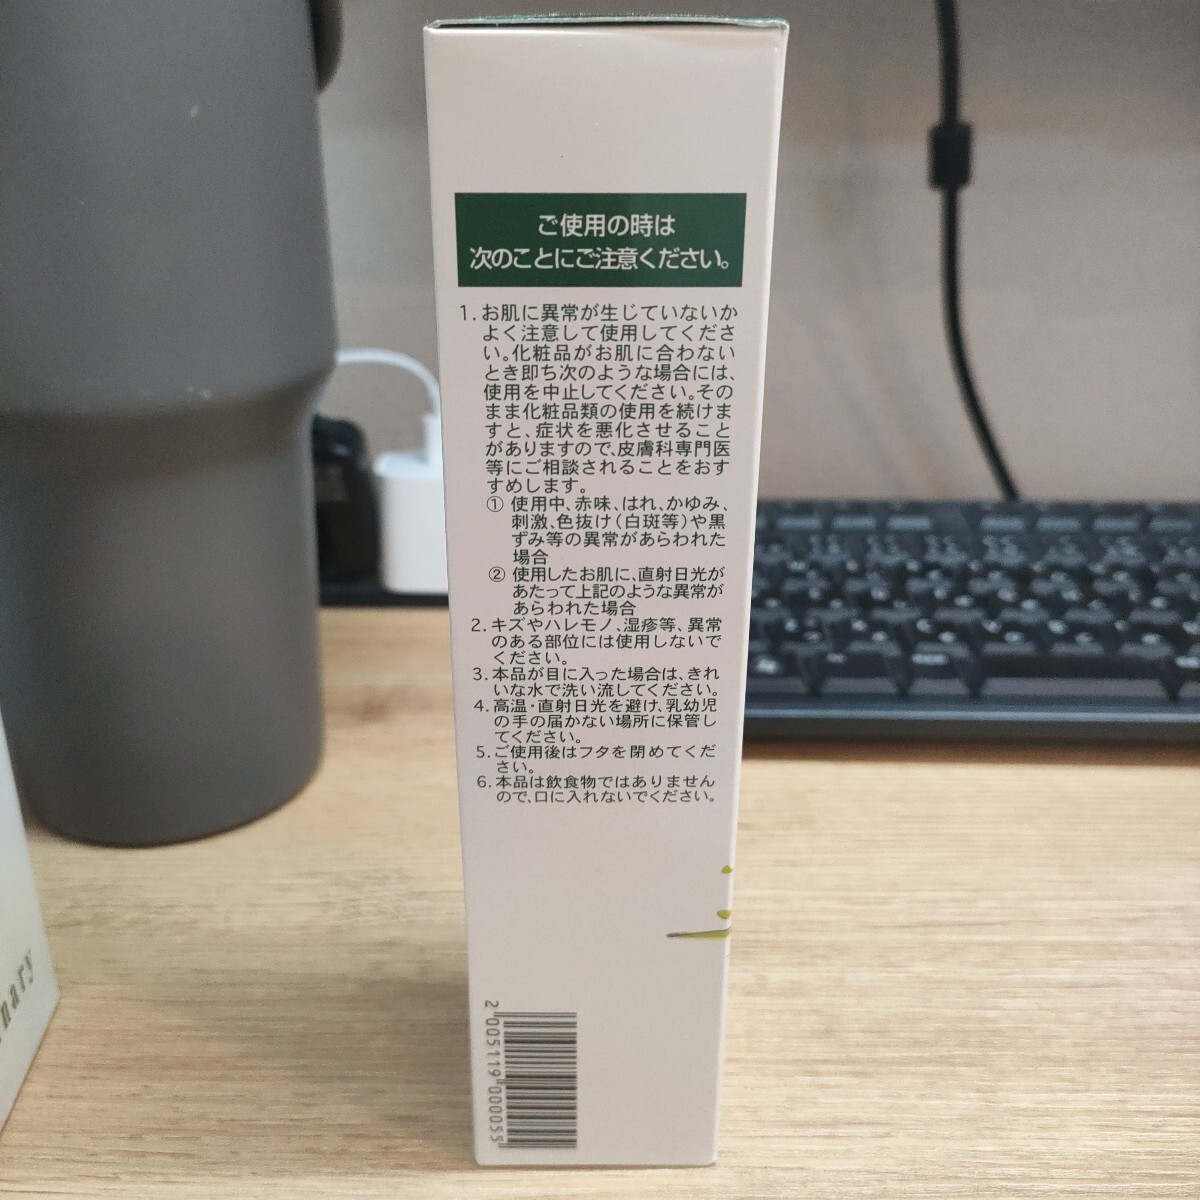 ご使用の時は
次のことにご注意ください。
1. お肌に異常が生じていないか
よく注意して使用してくださ
い。化粧品がお肌に合わない
とき即ち次のような場合には、
使用を中止してください。その
まま化粧品類の使用を続けま
すと、症状を悪化させること
がありますので、皮膚科専門医
等にご相談されることをおす
すめします。
① 使用中、赤味、はれ、かゆみ、
刺激、色抜け(白斑等)や黒
ずみ等の異常があらわれた
場合
② 使用したお肌に、直射日光が
あたって上記のような異常が
あらわれた場合
2. キズやハレモノ、湿疹等、異常
のある部位には使用しないで
ください。
3. 本品が目に入った場合は、きれ
いな水で洗い流してください。
4. 高温・直射日光を避け、乳幼児
の手の届かない場所に保管し
てください。
5. ご使用後はフタを閉めてくだ
さい。
6. 本品は飲食物ではありません
ので、口に入れないでください。
2 005119 000055